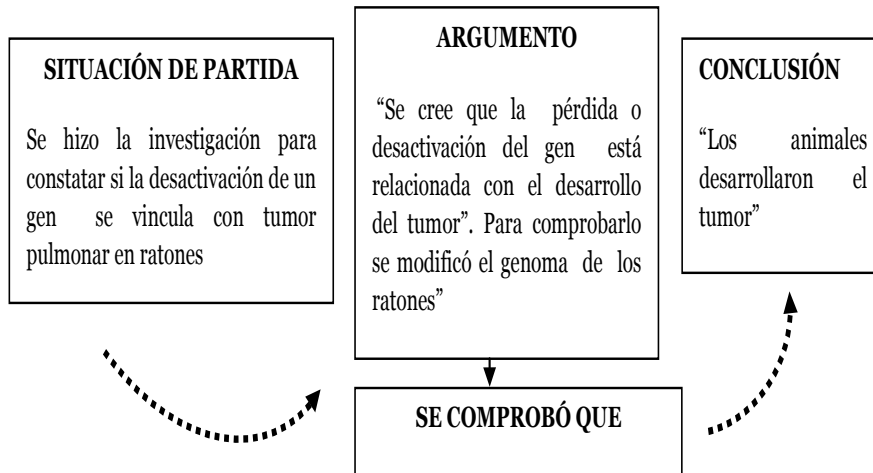 SITUACIÓN DE PARTIDA
Se hizo la investigación para
constatar si la desactivación de un
gen se vincula con tumor
pulmonar en ratones
ARGUMENTO
“Se cree que la pérdida o
desactivación del gen está
relacionada con el desarrollo
del tumor”. Para comprobarlo
se modificó el genoma de los
ratones”
CONCLUSIÓN
“Los animales
desarrollaron el
tumor”
SE COMPROBÓ QUE